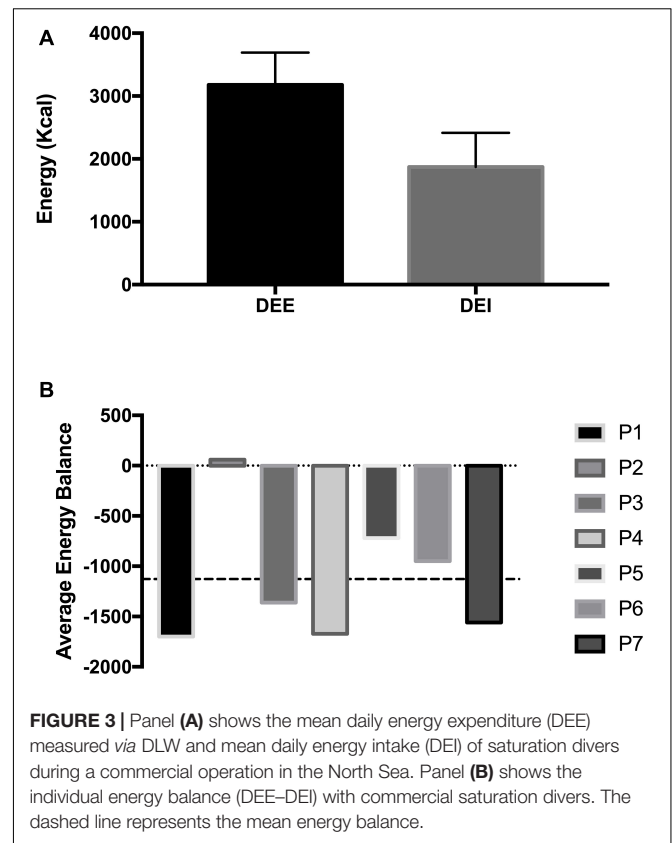 A
Energy (Kcal)
4000
3000
2000
1000
0
DEE
DEI
B
Average Energy Balance
500
0
-500
-1000
-1500
-2000
P1
P2
P3
P4
P5
P6
P7
FIGURE 3 | Panel (A) shows the mean daily energy expenditure (DEE)
measured via DLW and mean daily energy intake (DEI) of saturation divers
during a commercial operation in the North Sea. Panel (B) shows the
individual energy balance (DEE–DEI) with commercial saturation divers. The
dashed line represents the mean energy balance.